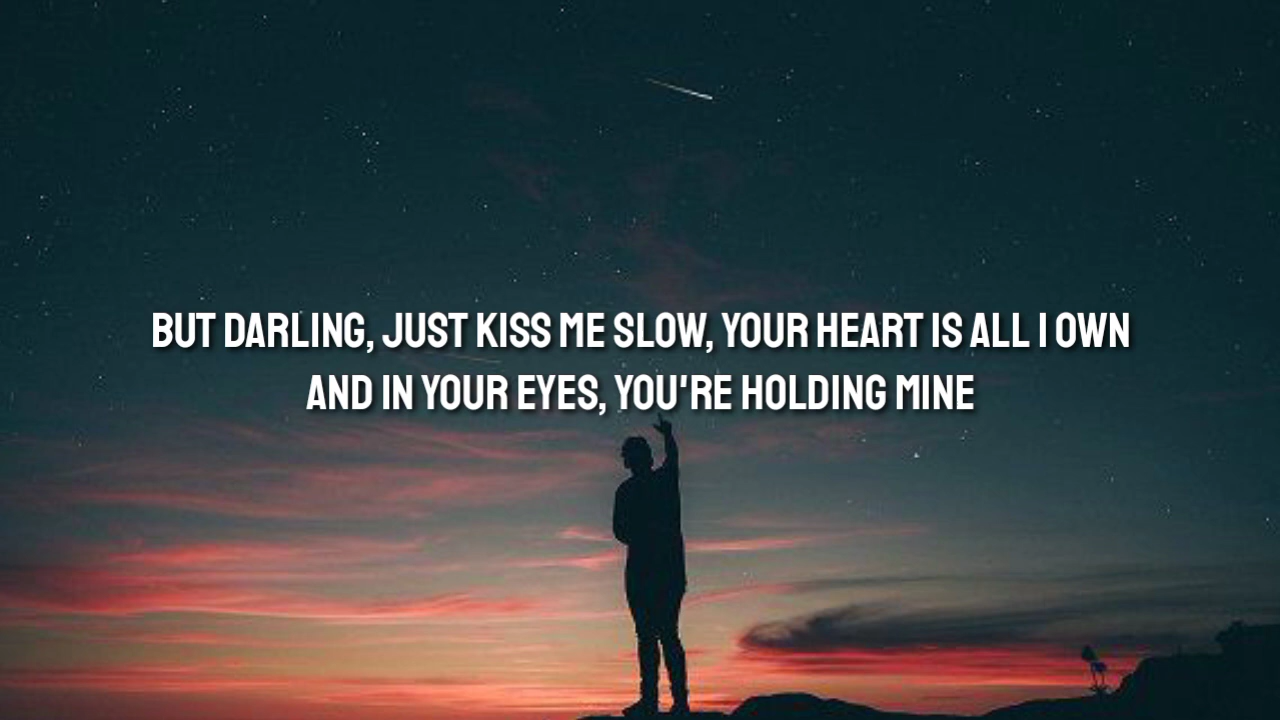 BUT DARLING, JUST KISS ME SLOW, YOUR HEART IS ALL I OWN
AND IN YOUR EYES, YOU'RE HOLDING MINE